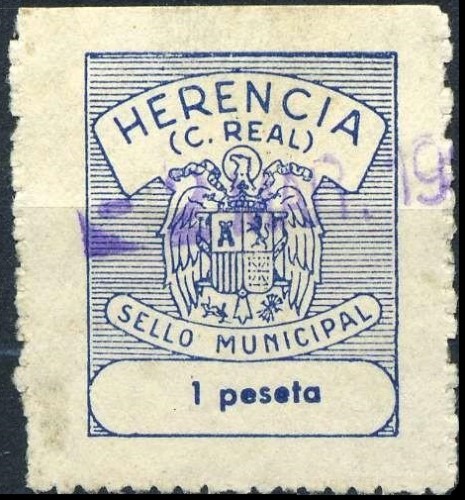 HERENCIA
(C. REAL)
SELLO MUNICIPAL
1 peseta